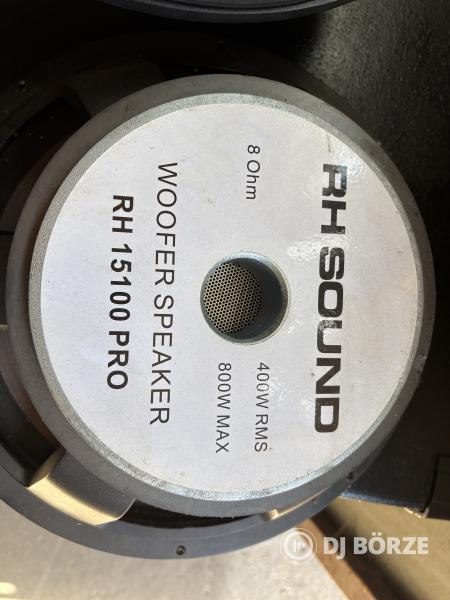 RH SOUND
8 Ohm
400W RMS
800W MAX
WOOFER SPEAKER
RH 15100 PRO
DJ BÖRZE